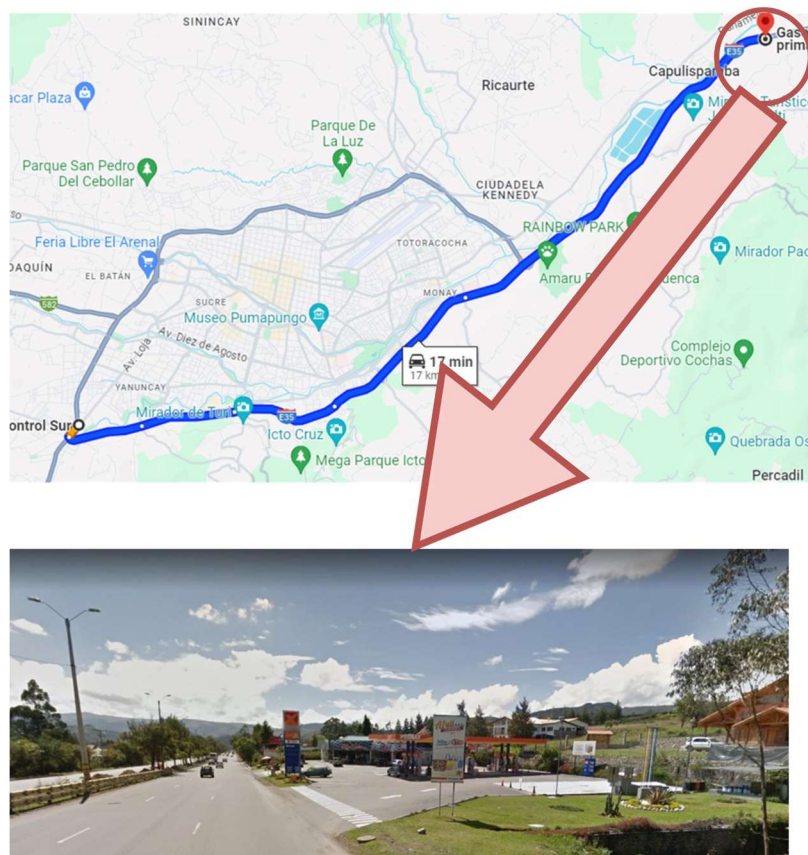 SININCAY
E35
Gas
prim
Capulispamba
Ricaurte
acar Plaza
Parque De
La Luz
Parque San Pedro
Del Cebollar
CIUDADELA
KENNEDY
RAINBOW PARK
TOTORACOCHA
Feria Libre El Arenal
OAQUÍN
EL BATÁN
Amaru
uenca
Mirador Pac
582
SUCRE
MONAY
Museo Pumapungo
Av. Loja
Av. Diez de Agosto
17 min
17 km
Complejo
Deportivo Cochas
YANUNCAY
ontrol Sur
Mirador de Turi
E35
Icto Cruz
Mega Parque Icto
Quebrada Os
Percadil